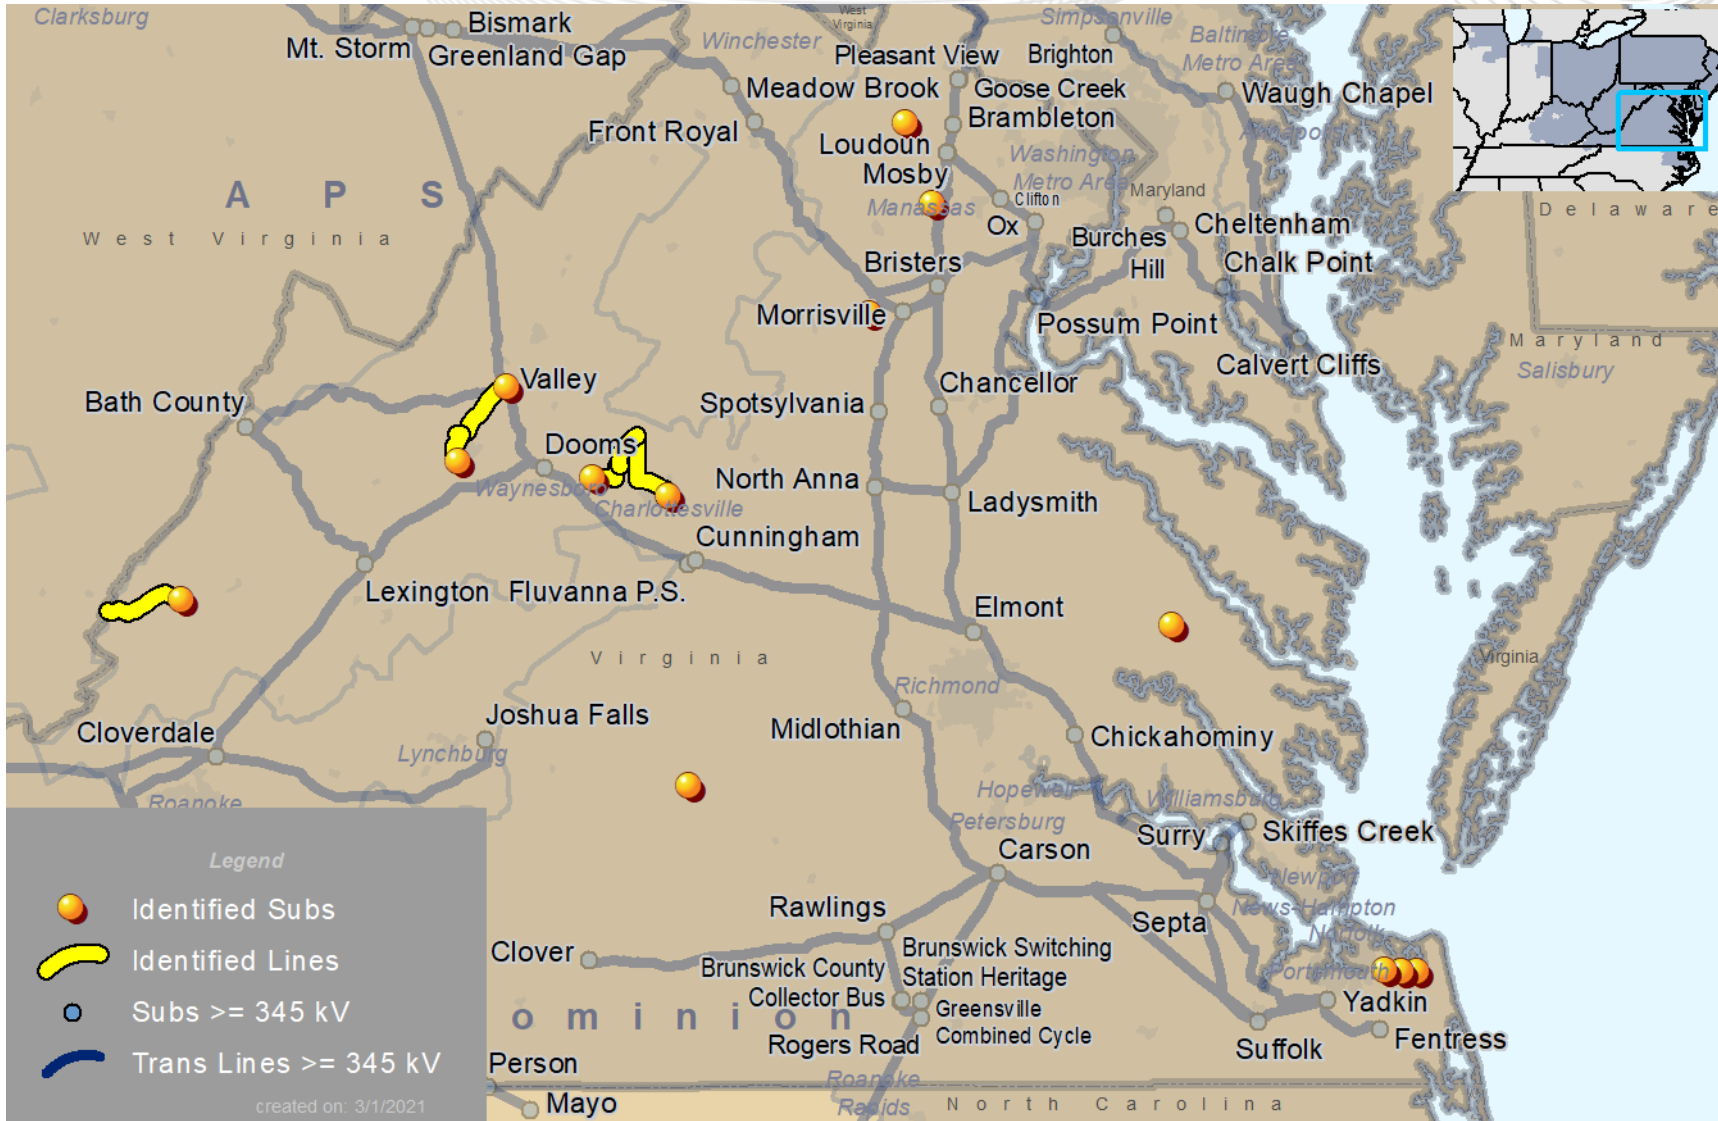 Clarksburg
Bismark
Mt. Storm
Greenland Gap
Winchester
West
Virginia
Simpsonville
Baltimore
Metro Area
Pleasant View
Brighton
Meadow Brook
Goose Creek
Waugh Chapel
Front Royal
Brambleton
Annapolis
Loudoun
Washington
Metro Area
Mosby
Maryland
Clifton
Manassas
A P S
West Virginia
Ox
Burches
Hill
Cheltenham
Delaware
Bristers
Chalk Point
Morrisville
Possum Point
Maryland
Calvert Cliffs
Salisbury
Valley
Bath County
Spotsylvania
Chancellor
Dooms
Waynesboro
Charlottesville
North Anna
Ladysmith
Cunningham
Lexington
Fluvanna P.S.
Elmont
Virginia
Virginia
Richmond
Cloverdale
Joshua Falls
Lynchburg
Midlothian
Chickahominy
Roanoke
Hopewell
Williamsburg
Petersburg
Surry
Skiffes Creek
Carson
Newport
News-Hampton
Norfolk
Rawlings
Septa
Portsmouth
Clover
Brunswick Switching
Station Heritage
Brunswick County
Collector Bus
Yadkin
Greensville
Combined Cycle
Fentress
ominion
Rogers Road
Suffolk
Person
Mayo
Roanoke
Rapids
North Carolina
Legend
Identified Subs
Identified Lines
Subs >= 345 kV
Trans Lines >= 345 kV
created on: 3/1/2021